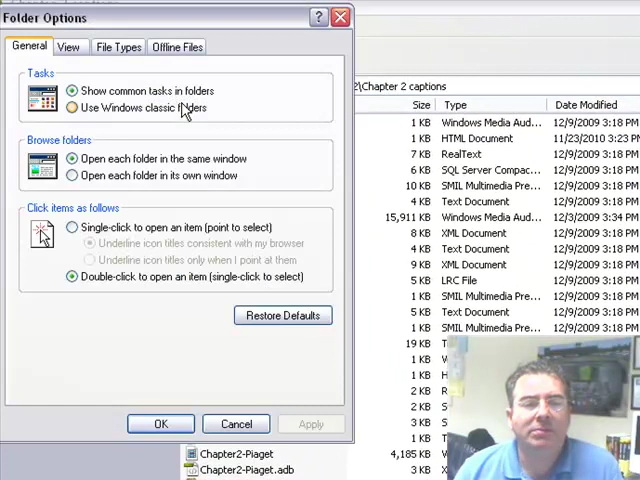 Folder Options
General View File Types Offline Files
Tasks
Show common tasks in folders
Use Windows classic folders
Browse folders
Open each folder in the same window
Open each folder in its own window
Click items as follows
Single-click to open an item (point to select)
Underline icon titles consistent with my browser
Underline icon titles only when I point at them
Double-click to open an item (single-click to select)
Restore Defaults
OK Cancel Apply
2\Chapter 2 captions
Size Type Date Modified
1 KB Windows Media Aud... 12/9/2009 3:18 PM
1 KB HTML Document 11/23/2010 3:23 PM
7 KB RealText 12/9/2009 3:18 PM
6 KB SQL Server Compac... 12/9/2009 3:18 PM
10 KB SMIL Multimedia Pre... 12/9/2009 3:18 PM
4 KB Text Document 12/9/2009 3:18 PM
15,911 KB Windows Media Aud... 12/3/2009 3:34 PM
8 KB XML Document 12/9/2009 3:18 PM
4 KB Text Document 12/9/2009 3:18 PM
9 KB XML Document 12/9/2009 3:18 PM
5 KB LRC File 12/9/2009 3:18 PM
4 KB SMIL Multimedia Pre... 12/9/2009 3:18 PM
5 KB Text Document 12/9/2009 3:18 PM
1 KB SMIL Multimedia Pre... 12/9/2009 3:18 PM
19 KB
4 KB
1 KB
2 KB
2 KB
3 KB
Chapter2-Piaget 4,185 KB
Chapter2-Piaget.adb 3 KB